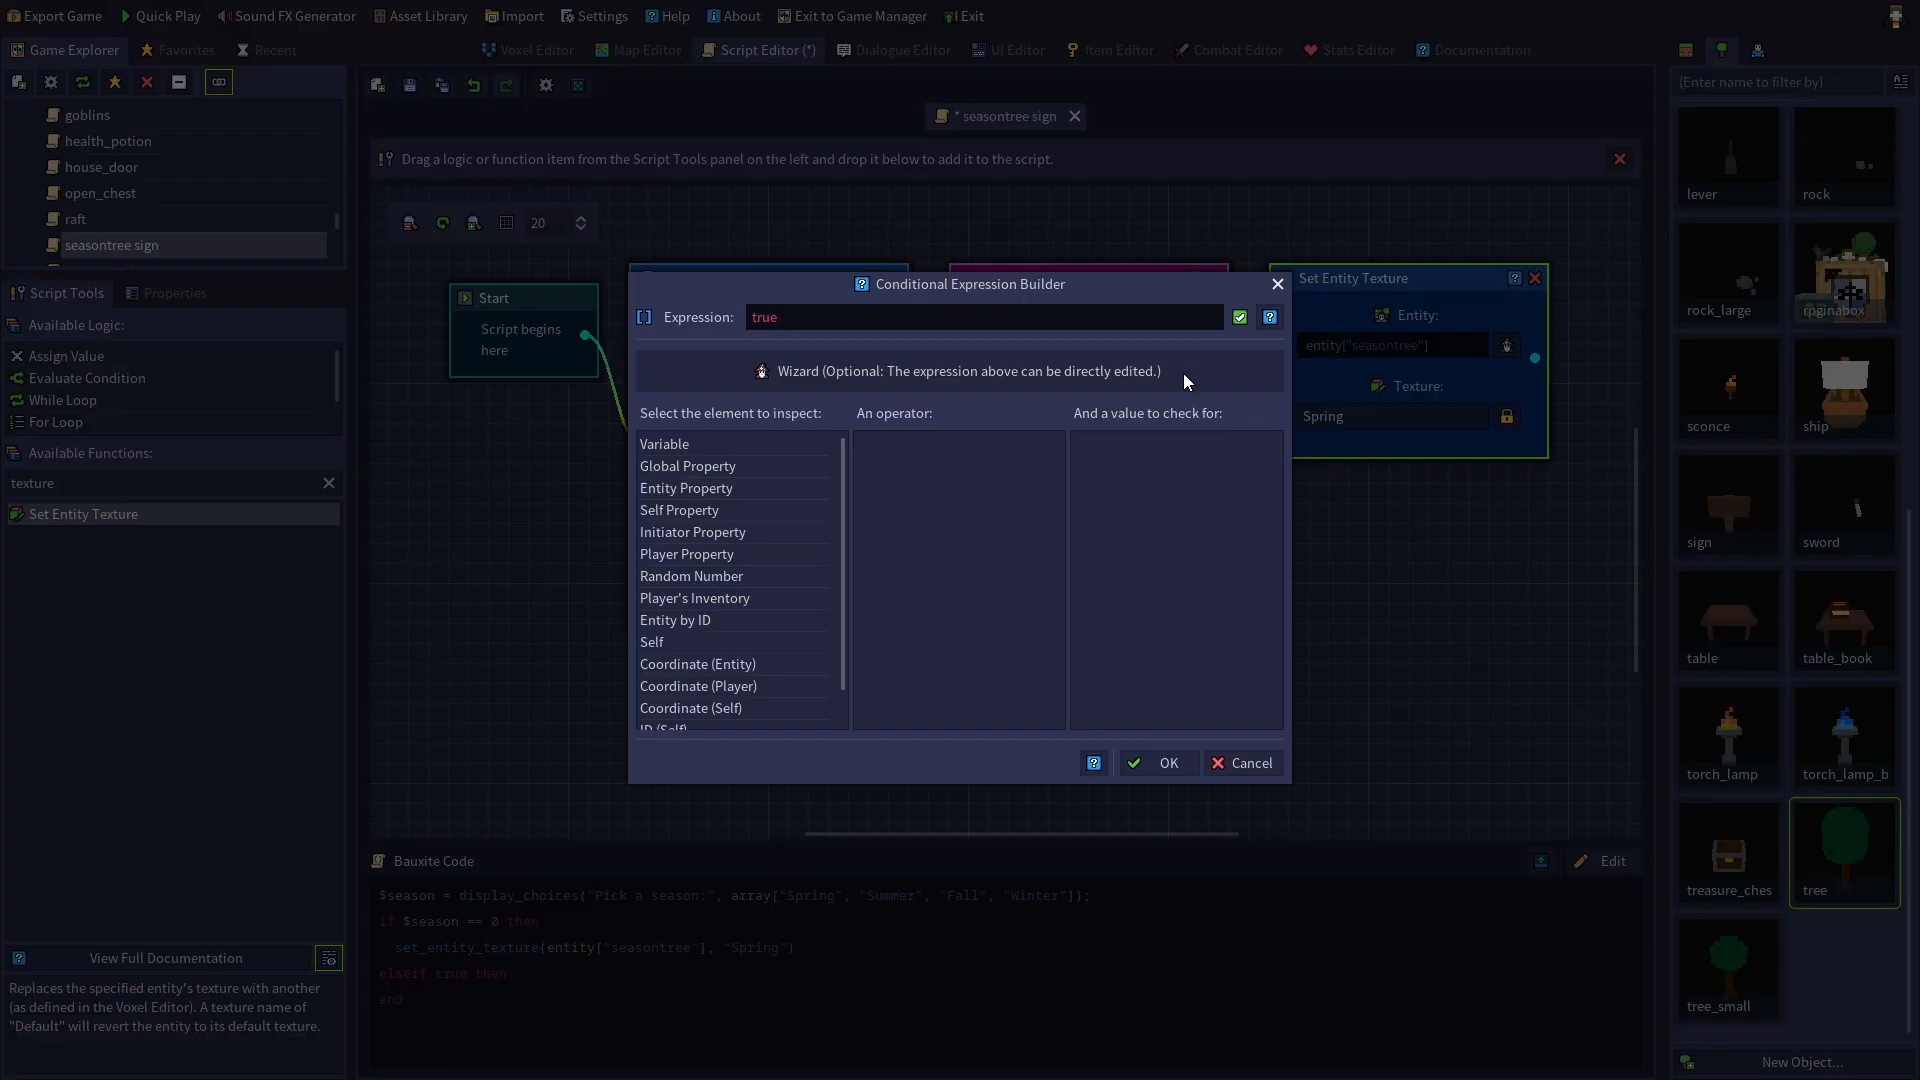 Export Game
Quick Play
Sound FX Generator
Asset Library
Import
Settings
Help
About
Exit to Game Manager
Exit
Game Explorer
Favorites
Recent
Voxel Editor
Map Editor
Script Editor (*)
Dialogue Editor
UI Editor
Item Editor
Combat Editor
Stats Editor
Documentation
goblins
health_potion
house_door
open_chest
raft
seasontree sign
Script Tools
Properties
Available Logic:
Assign Value
Evaluate Condition
While Loop
For Loop
Available Functions:
texture
Set Entity Texture
View Full Documentation
Replaces the specified entity's texture with another
(as defined in the Voxel Editor). A texture name of
"Default" will revert the entity to its default texture.
* seasontree sign
Drag a logic or function item from the Script Tools panel on the left and drop it below to add it to the script.
20
Start
Script begins
here
Set Entity Texture
Entity:
entity["seasontree"]
Texture:
Spring
Conditional Expression Builder
Expression:
true
Wizard (Optional: The expression above can be directly edited.)
Select the element to inspect:
An operator:
And a value to check for:
Variable
Global Property
Entity Property
Self Property
Initiator Property
Player Property
Random Number
Player's Inventory
Entity by ID
Self
Coordinate (Entity)
Coordinate (Player)
Coordinate (Self)
ID (Self)
OK
Cancel
Bauxite Code
Edit
$season = display_choices("Pick a season:", array["Spring", "Summer", "Fall", "Winter"]);
if $season == 0 then
set_entity_texture(entity["seasontree"], "Spring")
elseif true then
end
(Enter name to filter by)
lever
rock
rock_large
rpginabox
sconce
ship
sign
sword
table
table_book
torch_lamp
torch_lamp_b
treasure_ches
tree
tree_small
New Object...